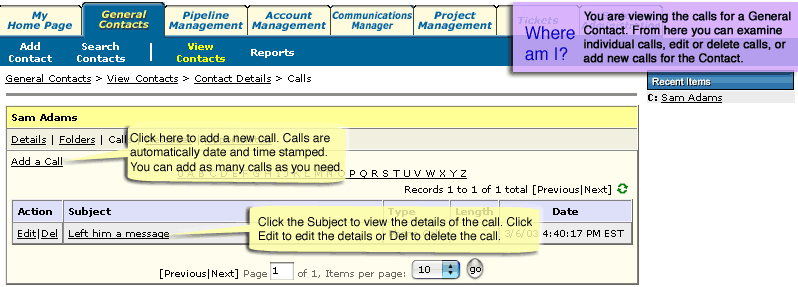 My Home Page
General Contacts
Pipeline Management
Account Management
Communications Manager
Project Management
Tickets
Where am I?
You are viewing the calls for a General
Contact. From here you can examine
individual calls, edit or delete calls, or
add new calls for the Contact.
Add Contact
Search Contacts
View Contacts
Reports
General Contacts > View Contacts > Contact Details > Calls
Recent Items
C: Sam Adams
Sam Adams
Details | Folders | Cal
Click here to add a new call. Calls are
automatically date and time stamped.
You can add as many calls as you need.
Add a Call
O P Q R S T U V W X Y Z
Records 1 to 1 of 1 total [Previous|Next]
Action Subject Type Length Date
Click the Subject to view the details of the call. Click
Edit to edit the details or Del to delete the call.
Edit|Del Left him a message 3/6/03 4:40:17 PM EST
[Previous|Next] Page 1 of 1, Items per page: 10 go